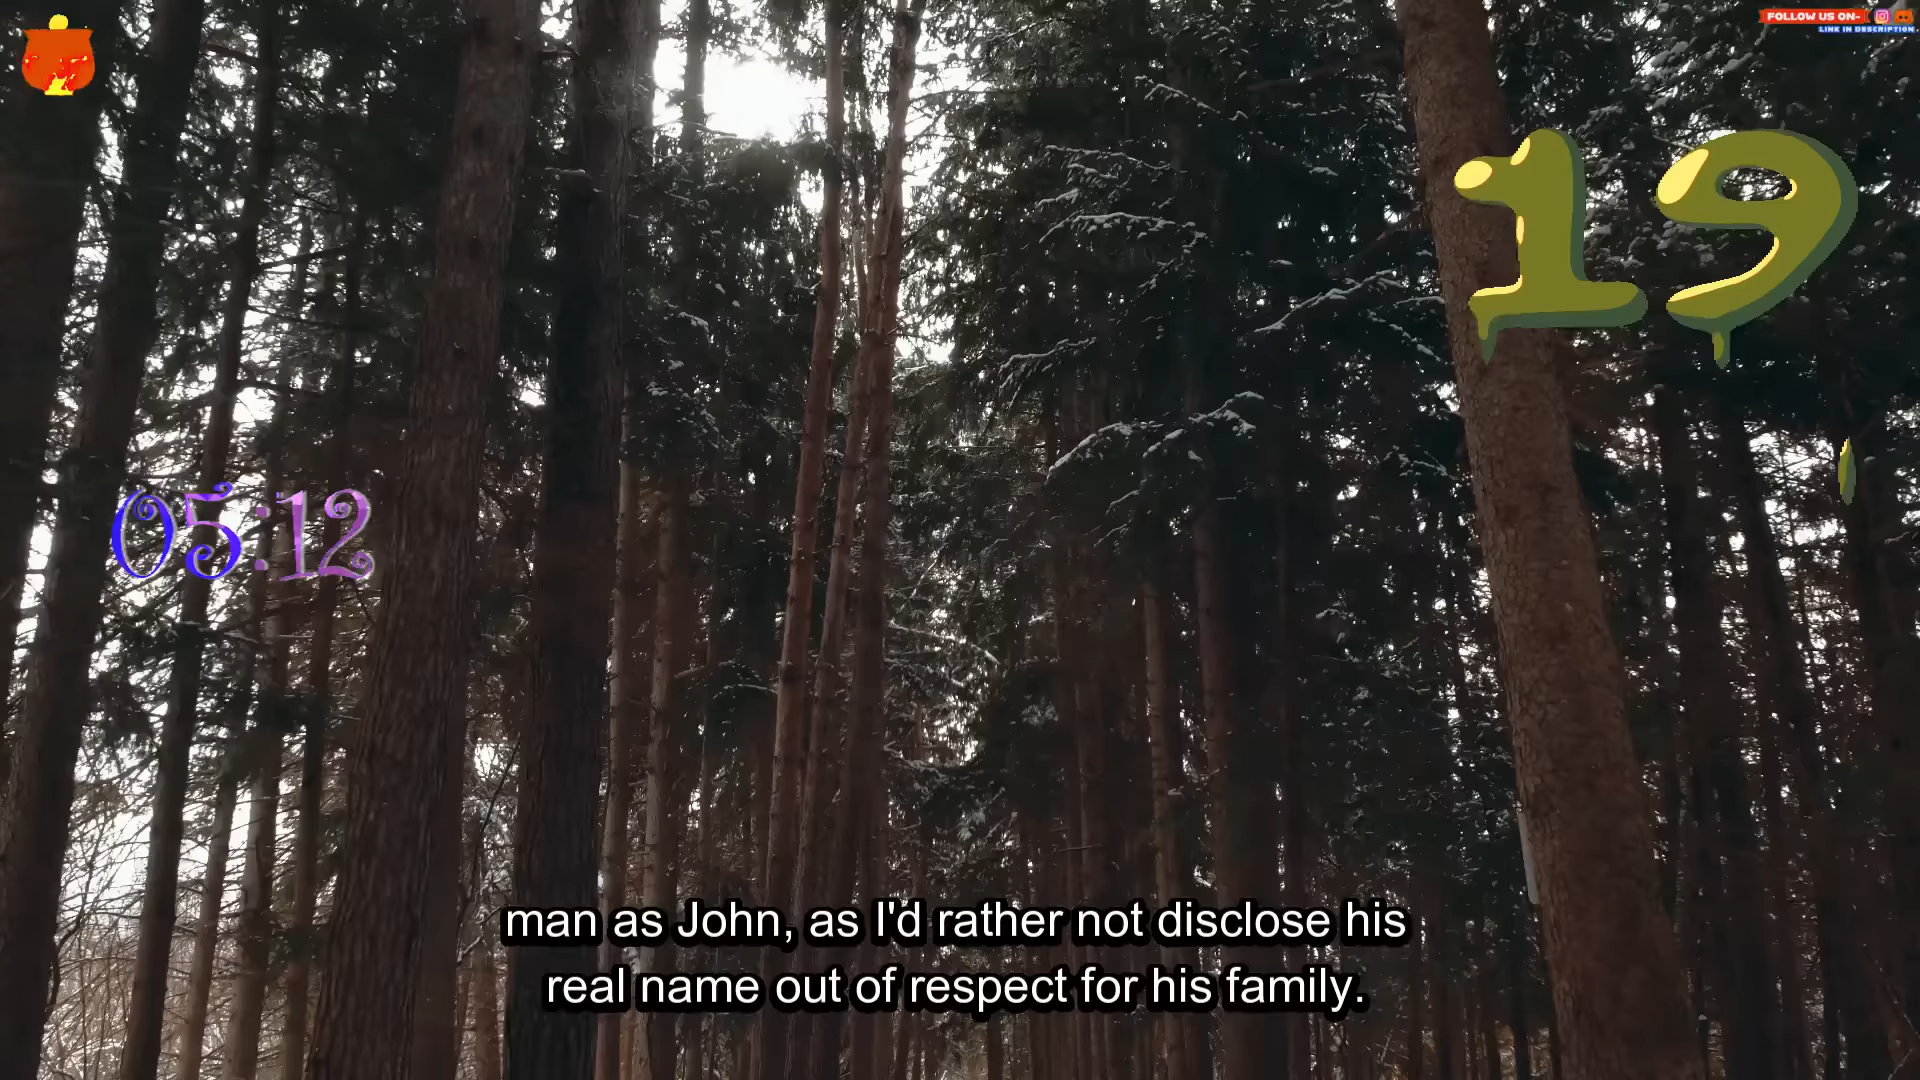 FOLLOW US ON-
LINK IN DESCRIPTION
19
05:12
man as John, as I'd rather not disclose his
real name out of respect for his family.